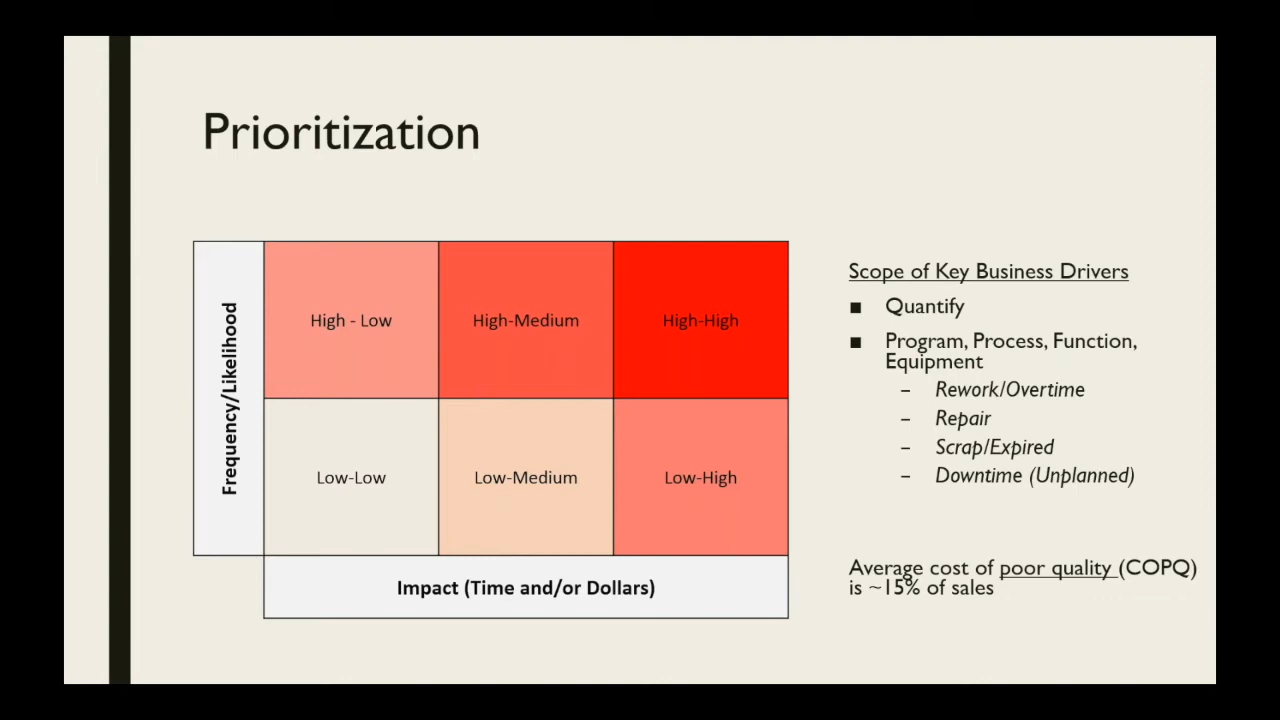 Prioritization
Frequency/Likelihood
High - Low
High-Medium
High-High
Low-Low
Low-Medium
Low-High
Impact (Time and/or Dollars)
Scope of Key Business Drivers
■ Quantify
■ Program, Process, Function,
Equipment
– Rework/Overtime
– Repair
– Scrap/Expired
– Downtime (Unplanned)
Average cost of poor quality (COPQ)
is ~15% of sales